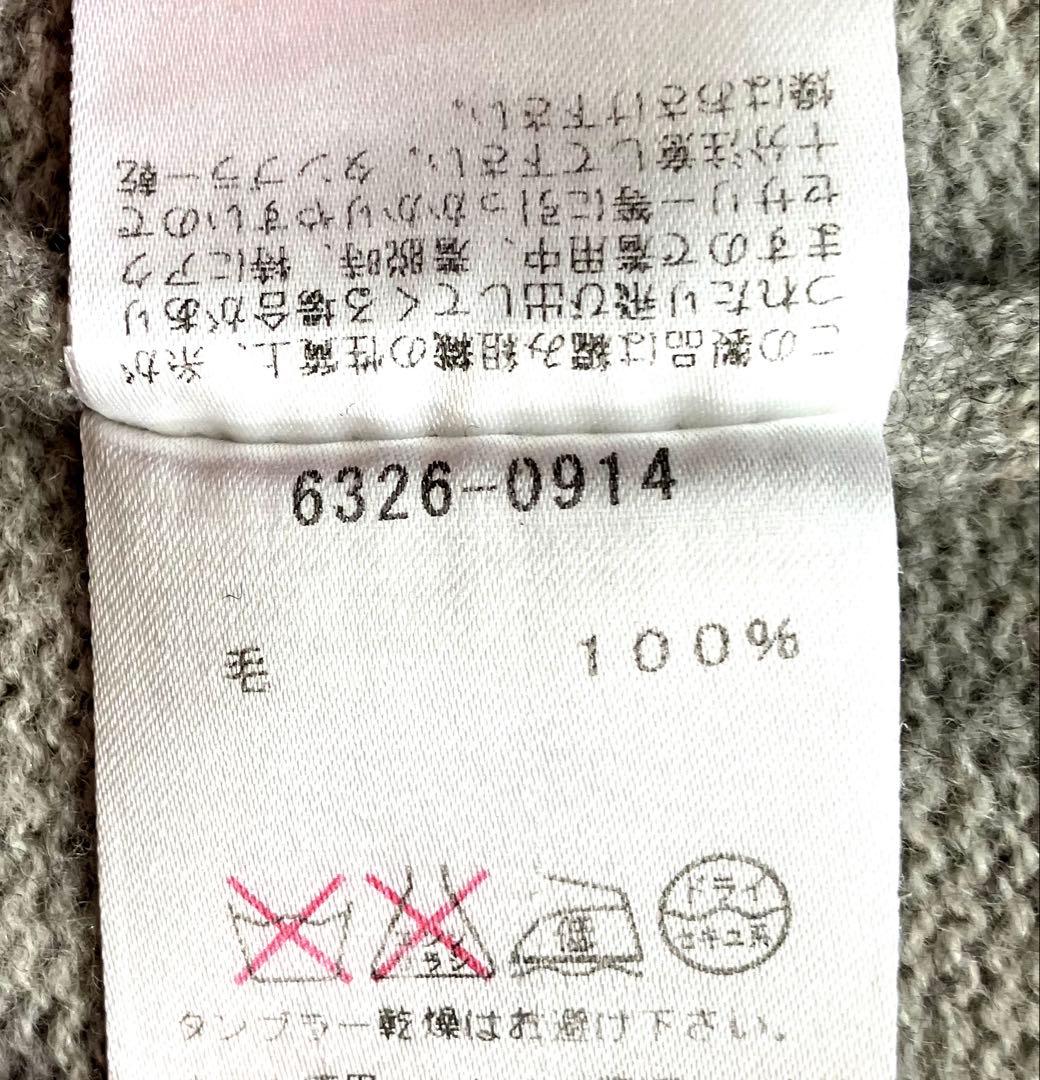 この製品は編み組織の性質上、糸が
つれたり飛び出してくる場合があり
ますので着用中、着脱時、特にアク
セサリー等に引っかかりやすいので
十分注意して下さい。タンブラー乾
燥はおさけ下さい。
6326-0914
毛 100%
低 ドライ
セキユ系
タンブラー乾燥はお避け下さい。